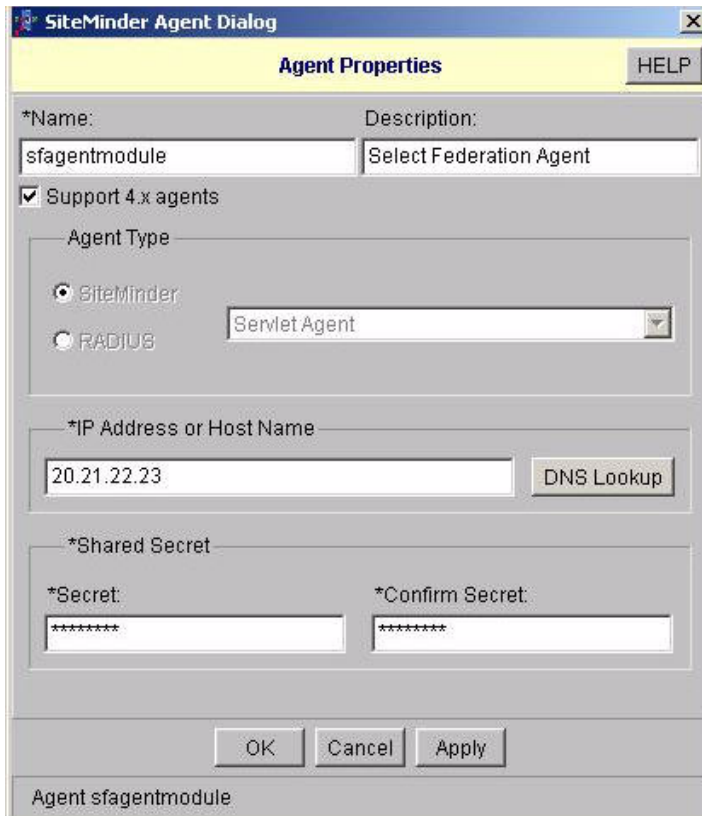 SiteMinder Agent Dialog
Agent Properties
HELP
*Name:
Description:
sfagentmodule
Select Federation Agent
Support 4.x agents
Agent Type
SiteMinder
Servlet Agent
RADIUS
*IP Address or Host Name
20.21.22.23
DNS Lookup
*Shared Secret
*Secret:
*Confirm Secret:
********
********
OK
Cancel
Apply
Agent sfagentmodule